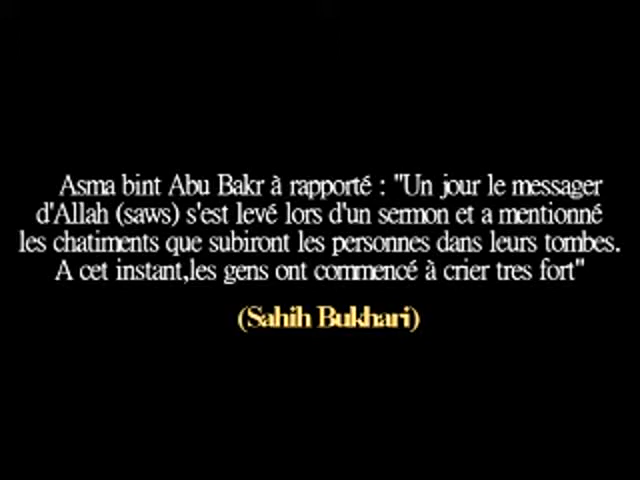 Asma bint Abu Bakr à rapporté : "Un jour le messager
d'Allah (saws) s'est levé lors d'un sermon et a mentionné
les chatiments que subiront les personnes dans leurs tombes.
A cet instant,les gens ont commencé à crier tres fort"
(Sahih Bukhari)